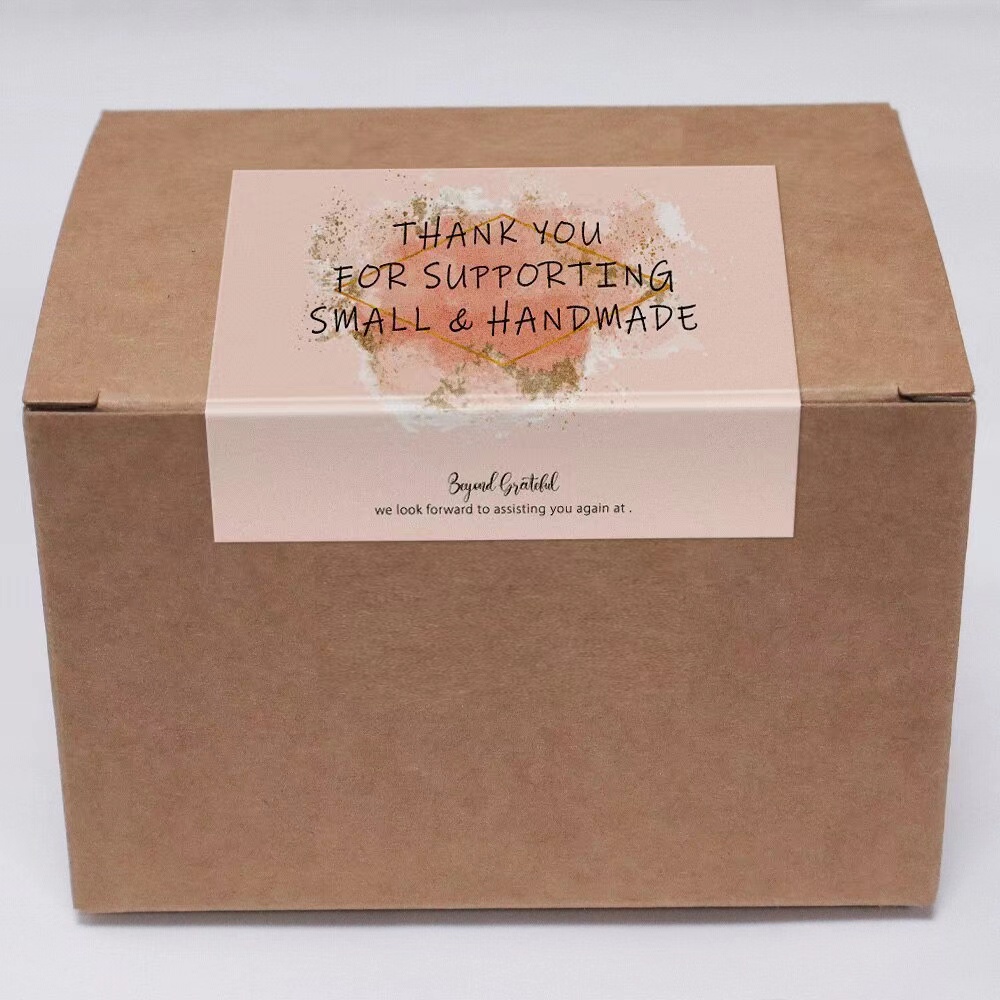 THANK YOU
FOR SUPPORTING
SMALL & HANDMADE
Beyond Grateful
we look forward to assisting you again at .